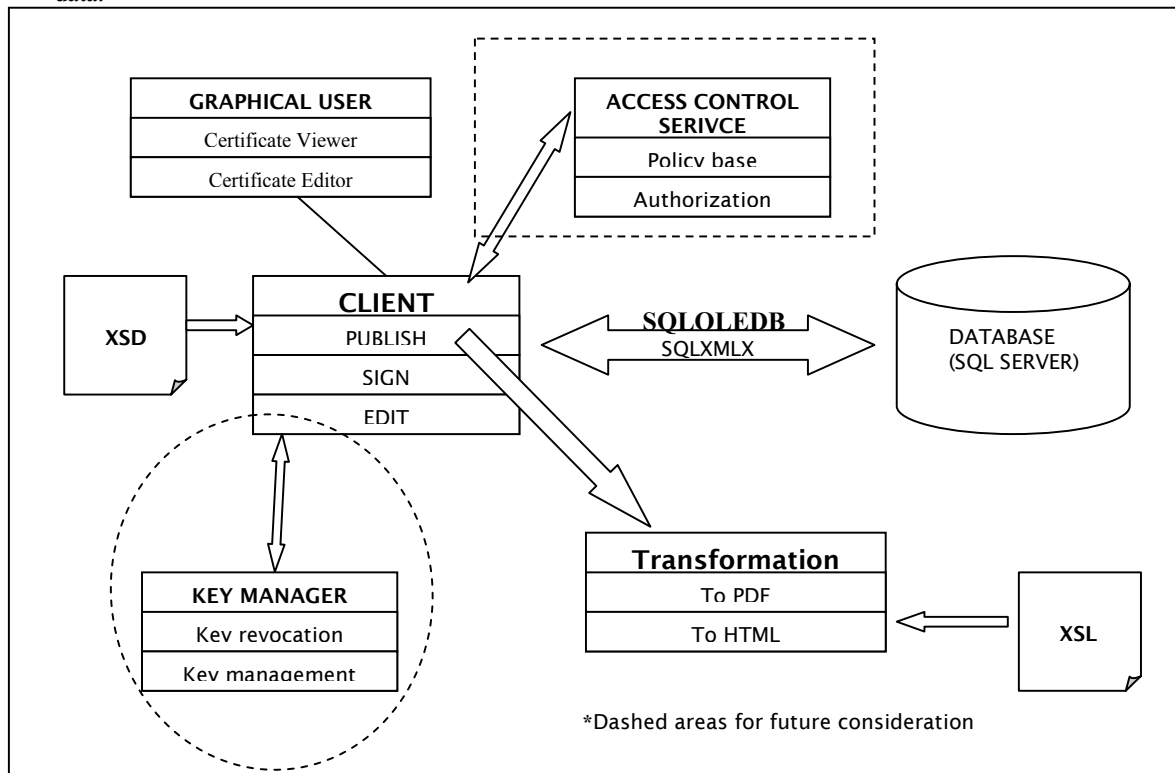 GRAPHICAL USER
Certificate Viewer
Certificate Editor
ACCESS CONTROL
SERIVCE
Policy base
Authorization
XSD
CLIENT
PUBLISH
SIGN
EDIT
SQLOLEDB
SQLXMLX
DATABASE
(SQL SERVER)
KEY MANAGER
Key revocation
Key management
Transformation
To PDF
To HTML
XSL
*Dashed areas for future consideration